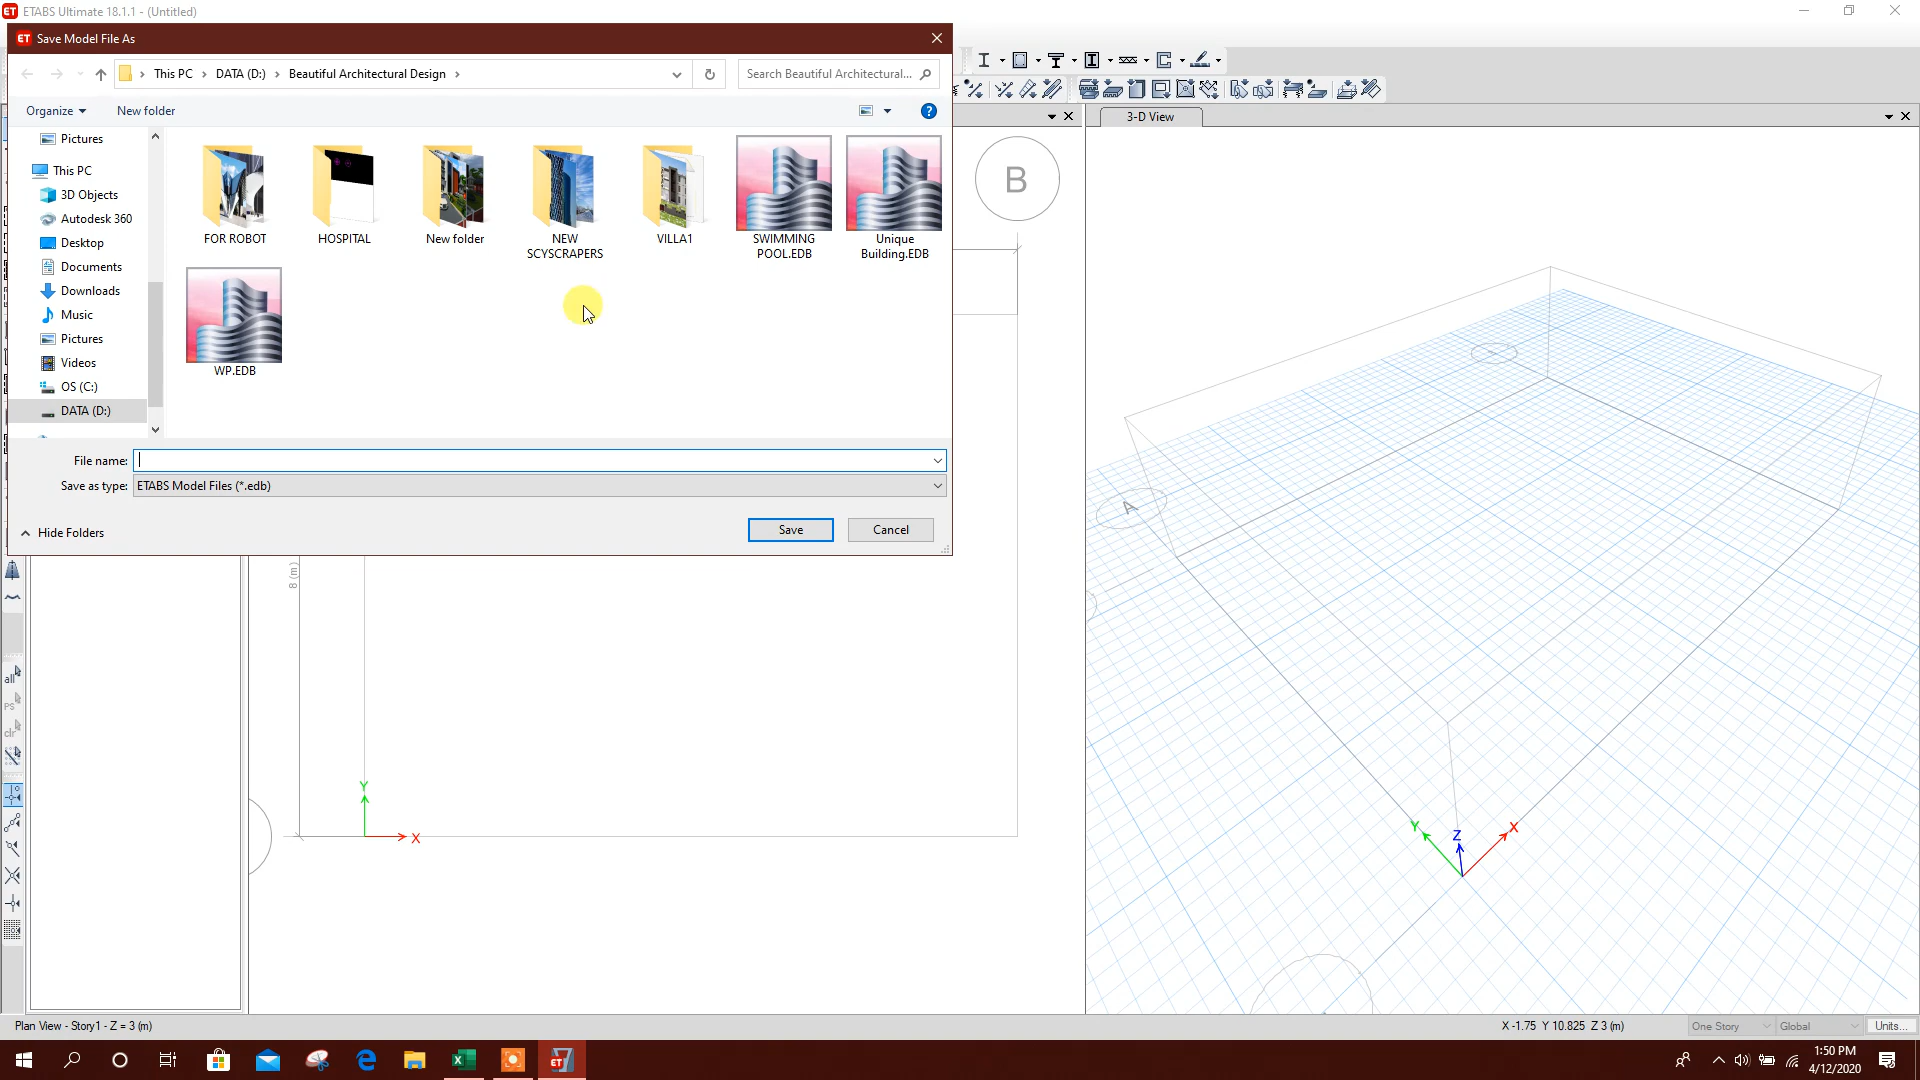 ETABS Ultimate 18.1.1 - (Untitled)
Save Model File As
This PC > DATA (D:) > Beautiful Architectural Design >
Search Beautiful Architectural...
Organize
New folder
Pictures
This PC
3D Objects
Autodesk 360
Desktop
Documents
Downloads
Music
Pictures
Videos
OS (C:)
DATA (D:)
FOR ROBOT
HOSPITAL
New folder
NEW
SCYSCRAPERS
VILLA1
SWIMMING
POOL.EDB
Unique
Building.EDB
WP.EDB
File name:
Save as type:
ETABS Model Files (*.edb)
Hide Folders
Save
Cancel
3-D View
B
A
8 (m)
Y
X
Y
Z
X
all
ps
clr
Plan View - Story1 - Z = 3 (m)
X -1.75 Y 10.825 Z 3 (m)
One Story
Global
Units...
1:50 PM
4/12/2020